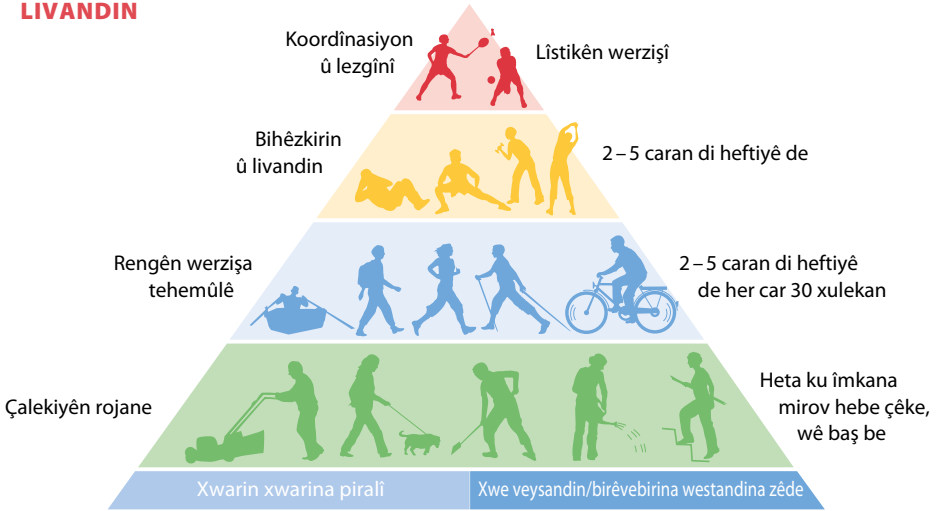 LIVANDIN
Koordînasiyon
û lezgînî
Lîstikên werzişî
Bihêzkirin
û livandin
2–5 caran di heftiyê de
Rengên werzişa
tehemûlê
2–5 caran di heftiyê
de her car 30 xulekan
Çalekiyên rojane
Heta ku îmkana
mirov hebe çêke,
wê baş be
Xwarin xwarina piralî
Xwe veysandin/birêvebirina westandina zêde